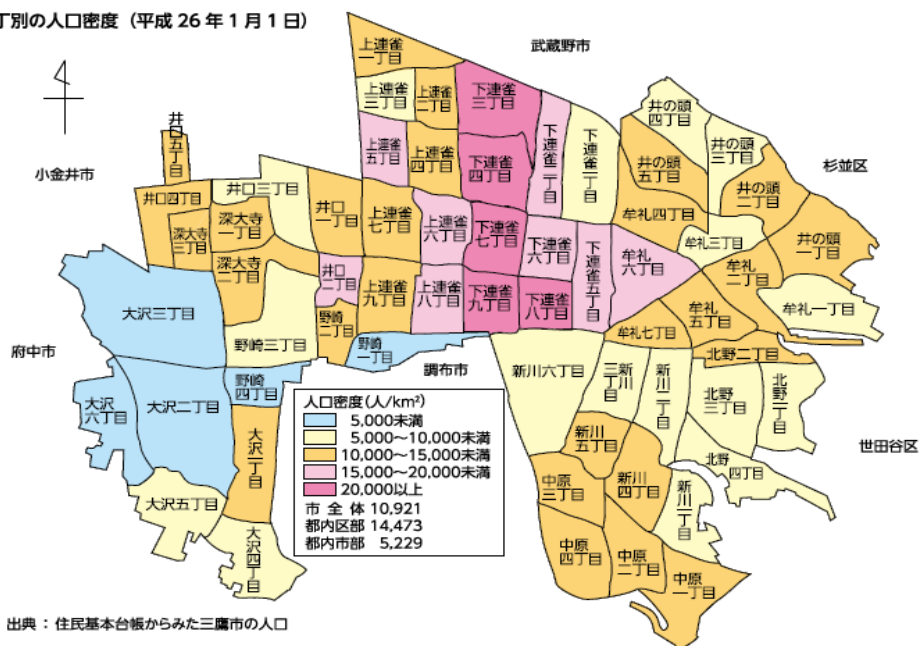 丁別の人口密度（平成26年1月1日）
武蔵野市
小金井市
杉並区
府中市
調布市
世田谷区
上連雀一丁目
上連雀三丁目
上連雀二丁目
下連雀三丁目
上連雀五丁目
上連雀四丁目
下連雀四丁目
下連雀二丁目
下連雀一丁目
井の頭四丁目
井の頭三丁目
井の頭五丁目
井の頭二丁目
井の頭一丁目
井口五丁目
井口四丁目
井口三丁目
深大寺三丁目
深大寺一丁目
井口一丁目
上連雀七丁目
上連雀六丁目
下連雀七丁目
下連雀六丁目
下連雀五丁目
牟礼四丁目
牟礼三丁目
牟礼六丁目
牟礼二丁目
牟礼一丁目
深大寺二丁目
井口二丁目
上連雀九丁目
上連雀八丁目
下連雀九丁目
下連雀八丁目
牟礼五丁目
牟礼七丁目
大沢三丁目
野崎三丁目
野崎二丁目
野崎一丁目
北野二丁目
新川六丁目
新川三丁目
新川二丁目
北野三丁目
北野一丁目
大沢六丁目
大沢二丁目
野崎四丁目
大沢一丁目
新川五丁目
北野四丁目
中原三丁目
新川四丁目
新川一丁目
大沢五丁目
大沢四丁目
中原四丁目
中原二丁目
中原一丁目
人口密度(人/km²)
5,000未満
5,000～10,000未満
10,000～15,000未満
15,000～20,000未満
20,000以上
市全体 10,921
都内区部 14,473
都内市部 5,229
出典：住民基本台帳からみた三鷹市の人口